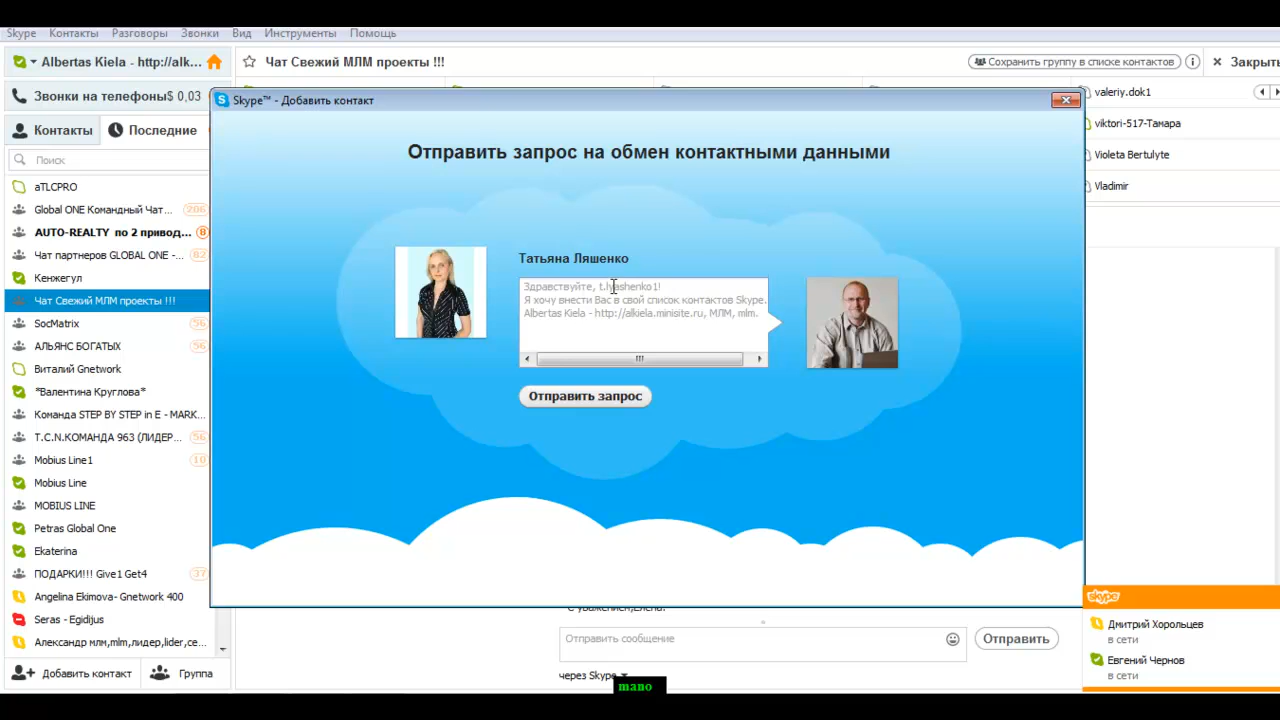 Skype Контакты Разговоры Звонки Вид Инструменты Помощь
Albertas Kiela - http://alk...
Чат Свежий МЛМ проекты !!!
Сохранить группу в списке контактов
Закрыть
Звонки на телефоны $ 0,03
Контакты
Последние
Поиск
aTLCPRO
Global ONE Командный Чат... 206
AUTO-REALTY по 2 привод... 8
Чат партнеров GLOBAL ONE -... 82
Кенжегул
Чат Свежий МЛМ проекты !!!
SocMatrix 56
АЛЬЯНС БОГАТЫХ 56
Виталий Gnetwork
*Валентина Круглова*
Команда STEP BY STEP in E - MARK...
T.C.N.КОМАНДА 963 (ЛИДЕР... 56
Mobius Line1 10
Mobius Line
MOBIUS LINE
Petras Global One
Ekaterina
ПОДАРКИ!!! Give1 Get4 37
Angelina Ekimova- Gnetwork 400
Seras - Egidijus
Александр млм,mlm,лидер,lider,се...
Добавить контакт
Группа
Skype™ - Добавить контакт
Отправить запрос на обмен контактными данными
Татьяна Ляшенко
Здравствуйте, t.lyashenko1!
Я хочу внести Вас в свой список контактов Skype.
Albertas Kiela - http://alkiela.minisite.ru, МЛМ, mlm.
Отправить запрос
valeriy.dok1
viktori-517-Тамара
Violeta Bertulyte
Vladimir
С уважением,Елена!
Отправить сообщение
Отправить
через Skype
mano
skype
Дмитрий Хорольцев
в сети
Евгений Чернов
в сети